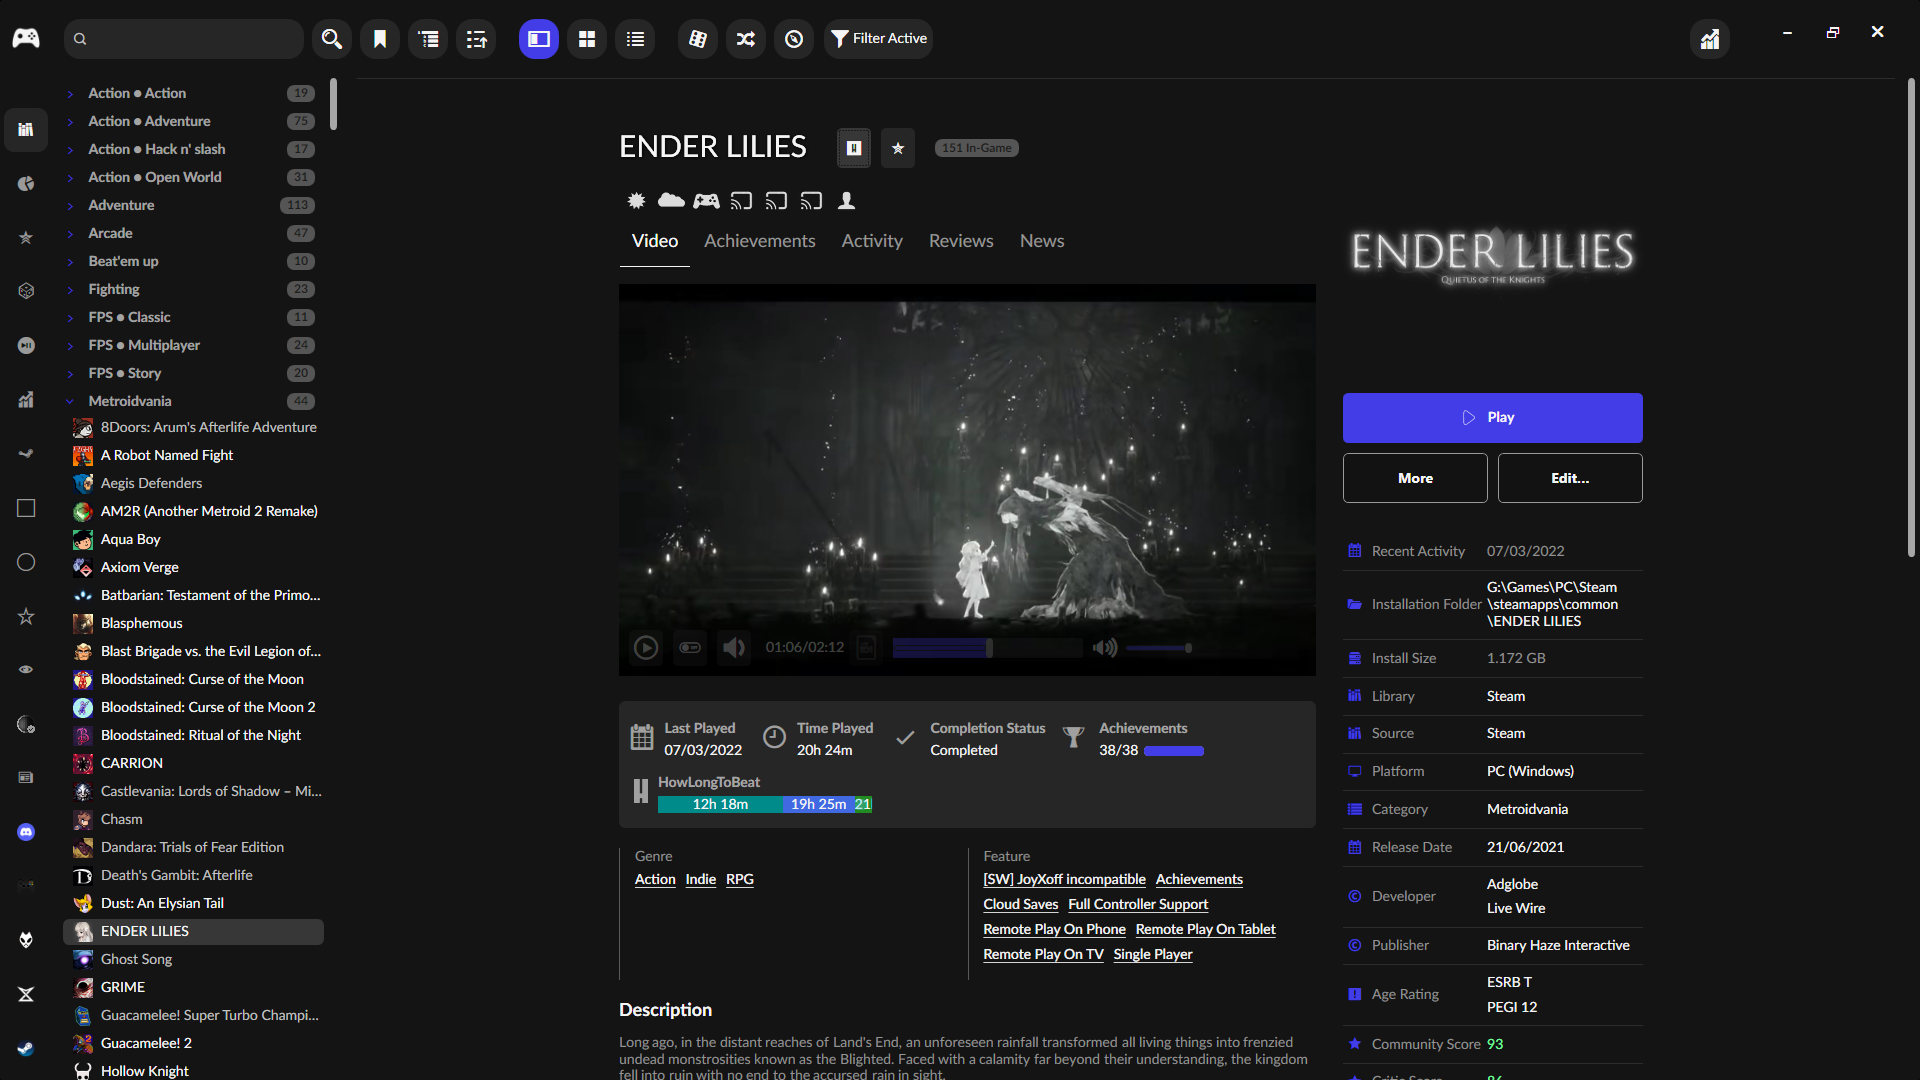 Filter Active
Action ● Action 19
Action ● Adventure 75
Action ● Hack n' slash 17
Action ● Open World 31
Adventure 113
Arcade 47
Beat'em up 10
Fighting 23
FPS ● Classic 11
FPS ● Multiplayer 24
FPS ● Story 20
Metroidvania 44
8Doors: Arum's Afterlife Adventure
A Robot Named Fight
Aegis Defenders
AM2R (Another Metroid 2 Remake)
Aqua Boy
Axiom Verge
Batbarian: Testament of the Primo...
Blasphemous
Blast Brigade vs. the Evil Legion of...
Bloodstained: Curse of the Moon
Bloodstained: Curse of the Moon 2
Bloodstained: Ritual of the Night
CARRION
Castlevania: Lords of Shadow – Mi...
Chasm
Dandara: Trials of Fear Edition
Death's Gambit: Afterlife
Dust: An Elysian Tail
ENDER LILIES
Ghost Song
GRIME
Guacamelee! Super Turbo Champi...
Guacamelee! 2
Hollow Knight
ENDER LILIES
151 In-Game
Video Achievements Activity Reviews News
01:06/02:12
Last Played
07/03/2022
Time Played
20h 24m
Completion Status
Completed
Achievements
38/38
HowLongToBeat
12h 18m 19h 25m 21
Genre
Action Indie RPG
Feature
[SW] JoyXoff incompatible Achievements
Cloud Saves Full Controller Support
Remote Play On Phone Remote Play On Tablet
Remote Play On TV Single Player
Description
Long ago, in the distant reaches of Land's End, an unforeseen rainfall transformed all living things into frenzied
undead monstrosities known as the Blighted. Faced with a calamity far beyond their understanding, the kingdom
fell into ruin with no end to the accursed rain in sight.
ENDER LILIES
QUIETUS OF THE KNIGHTS
Play
More Edit...
Recent Activity 07/03/2022
Installation Folder G:\Games\PC\Steam
\steamapps\common
\ENDER LILIES
Install Size 1.172 GB
Library Steam
Source Steam
Platform PC (Windows)
Category Metroidvania
Release Date 21/06/2021
Developer Adglobe
Live Wire
Publisher Binary Haze Interactive
Age Rating ESRB T
PEGI 12
Community Score 93